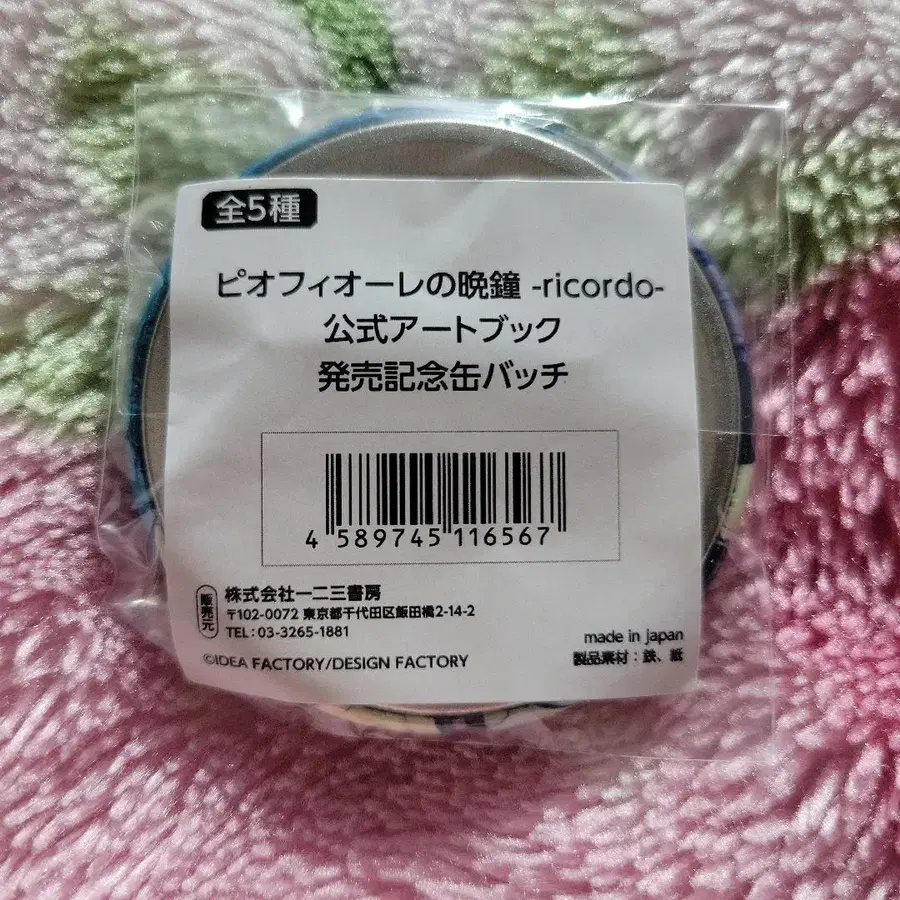 全5種
ピオフィオーレの晩鐘 -ricordo-
公式アートブック
発売記念缶バッチ
4 589745 116567
販売元
株式会社一二三書房
〒102-0072 東京都千代田区飯田橋2-14-2
TEL:03-3265-1881
made in japan
©IDEA FACTORY/DESIGN FACTORY
製品素材:鉄、紙